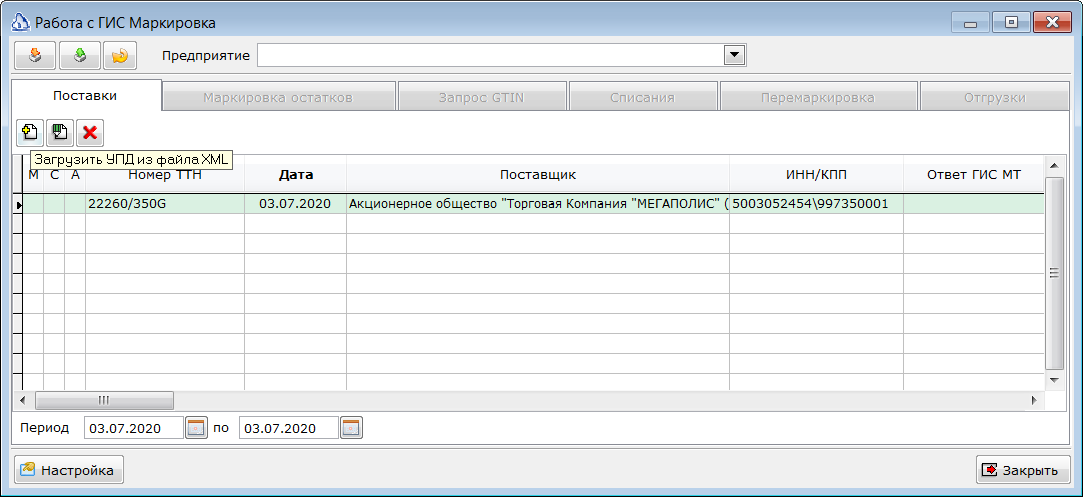 Работа с ГИС Маркировка
Предприятие
Поставки Маркировка остатков Запрос GTIN Списания Перемаркировка Отгрузки
Загрузить УПД из файла XML
М С А Номер ТТН Дата Поставщик ИНН/КПП Ответ ГИС МТ
22260/350G 03.07.2020 Акционерное общество "Торговая Компания "МЕГАПОЛИС" ( 5003052454\997350001
Период 03.07.2020 по 03.07.2020
Настройка Закрыть